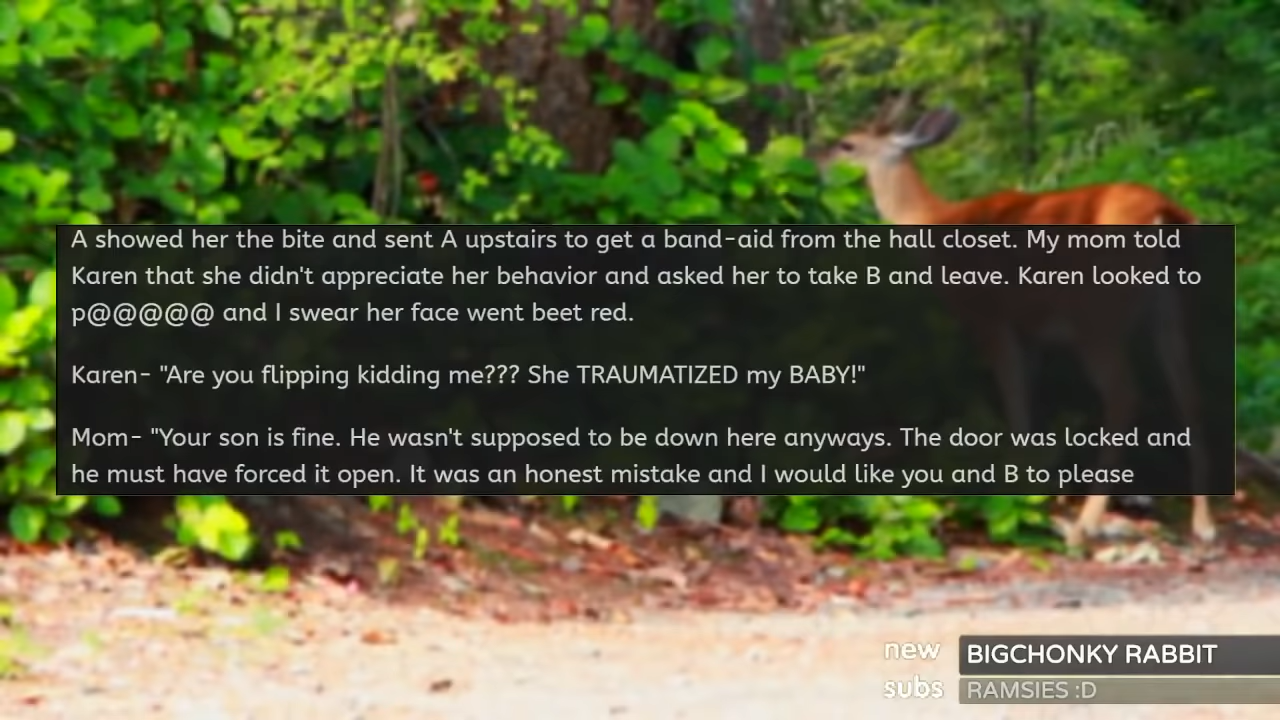 A showed her the bite and sent A upstairs to get a band-aid from the hall closet. My mom told
Karen that she didn't appreciate her behavior and asked her to take B and leave. Karen looked to
p@@@@@ and I swear her face went beet red.
Karen- "Are you flipping kidding me??? She TRAUMATIZED my BABY!"
Mom- "Your son is fine. He wasn't supposed to be down here anyways. The door was locked and
he must have forced it open. It was an honest mistake and I would like you and B to please
new
BIGCHONKY RABBIT
subs
RAMSIES :D